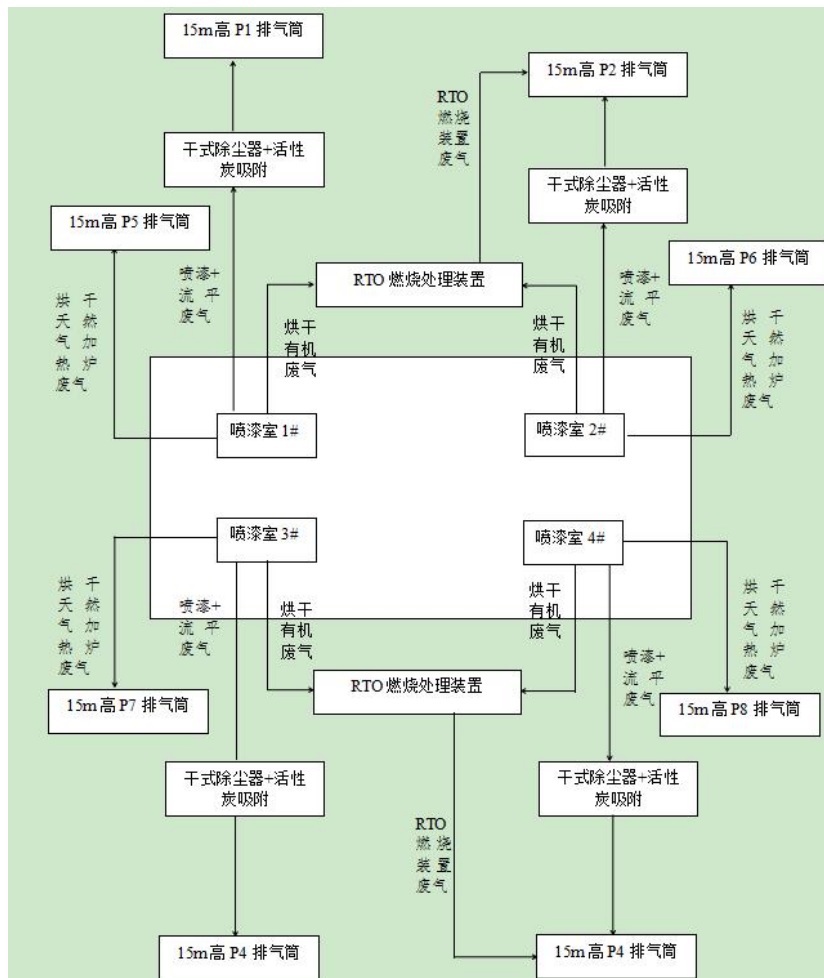 15m高 P1 排气筒
15m高 P2 排气筒
RTO
燃烧
装置
废气
干式除尘器+活性
炭吸附
干式除尘器+活性
炭吸附
15m高 P5 排气筒
15m高 P6 排气筒
喷漆+
流平
废气
RTO 燃烧处理装置
喷漆+
流平
废气
烘干
天然
气加
热炉
废气
烘干
有机
废气
烘干
有机
废气
烘干
天然
气加
热炉
废气
喷漆室 1#
喷漆室 2#
喷漆室 3#
喷漆室 4#
烘干
天然
气加
热炉
废气
喷漆+
流平
废气
烘干
有机
废气
烘干
有机
废气
喷漆+
流平
废气
烘干
天然
气加
热炉
废气
RTO 燃烧处理装置
15m高 P7 排气筒
15m高 P8 排气筒
干式除尘器+活性
炭吸附
干式除尘器+活性
炭吸附
RTO
燃烧
装置
废气
15m高 P4 排气筒
15m高 P4 排气筒